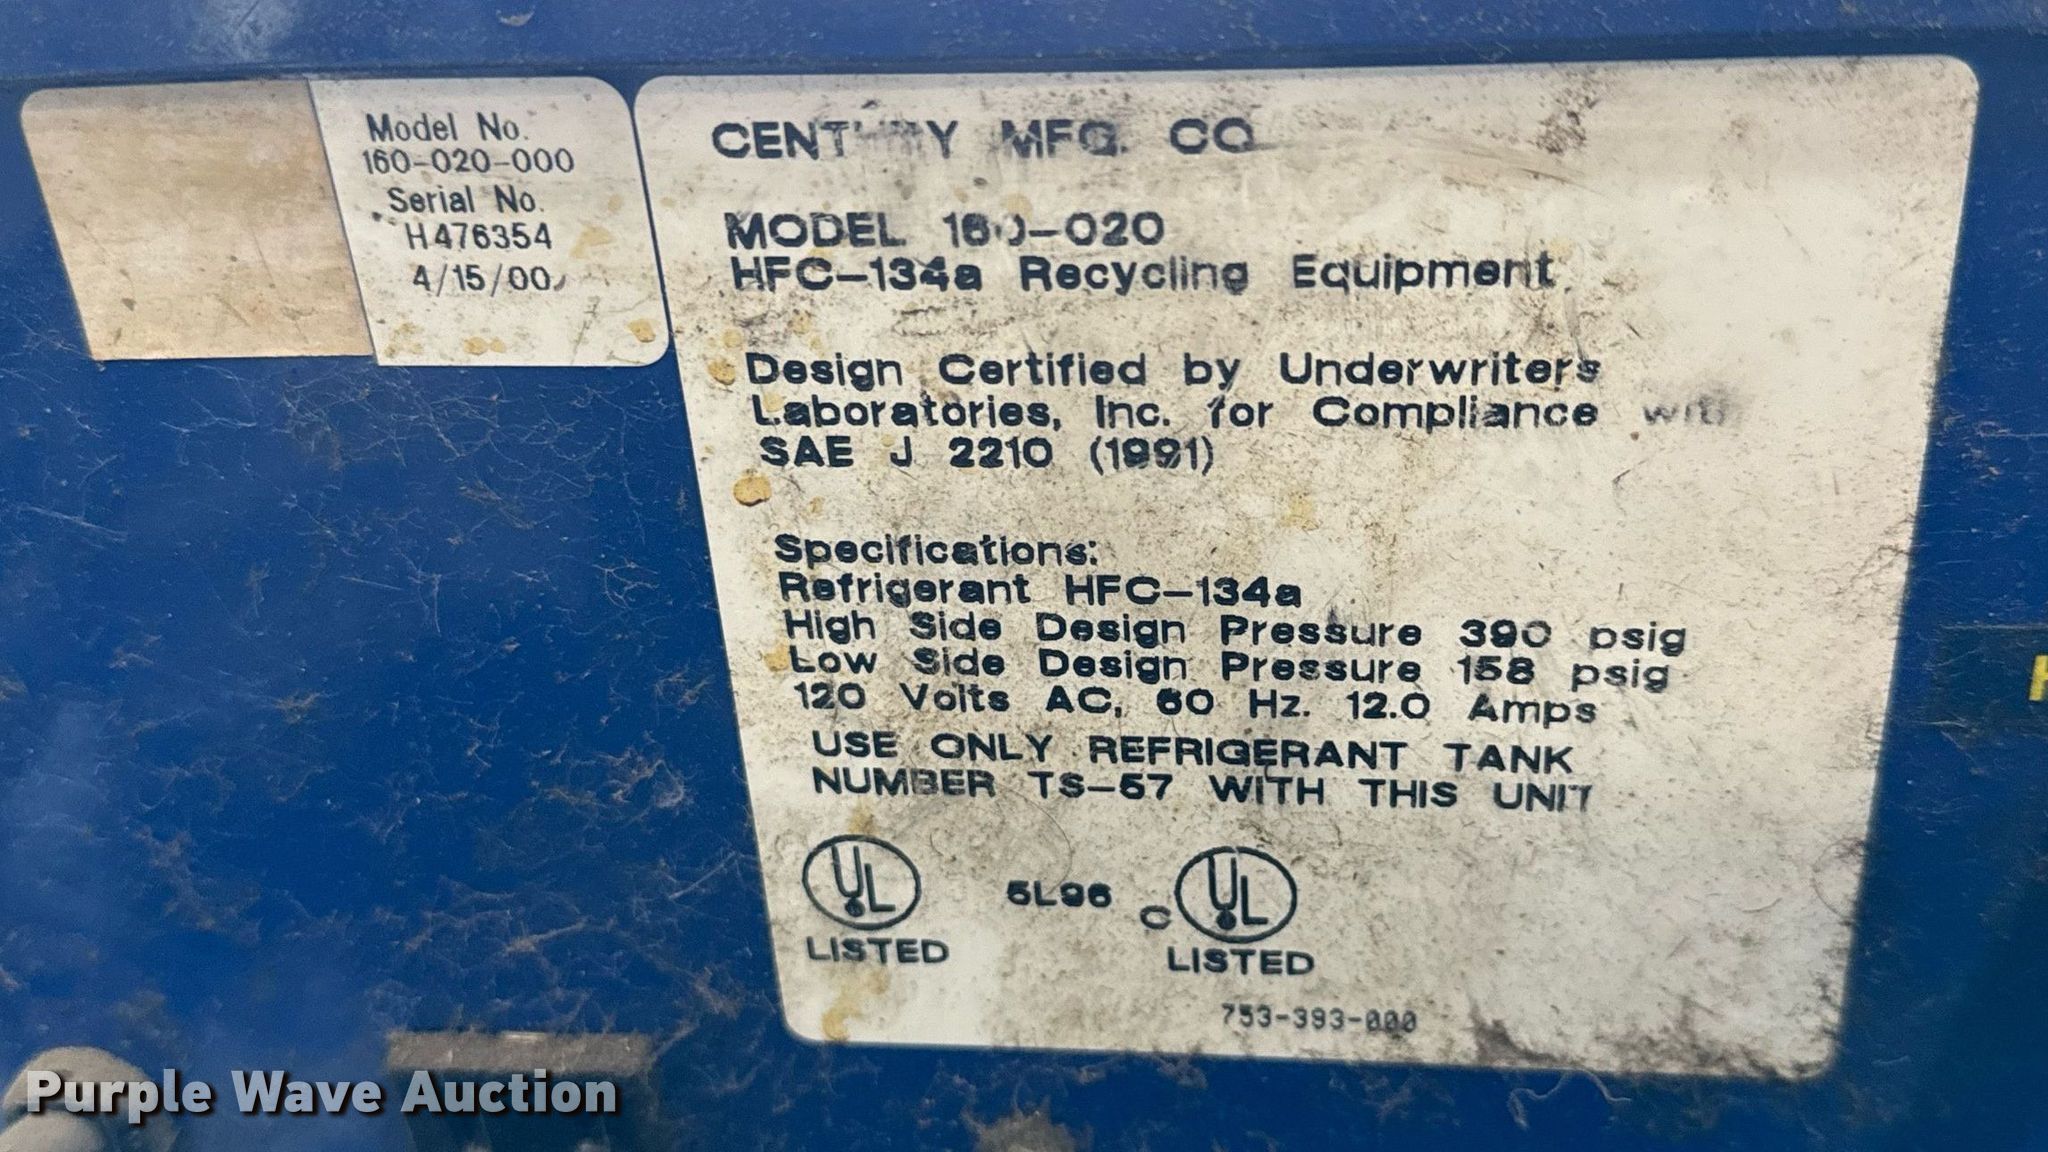 Model No.
160-020-000
Serial No.
H476354
4/15/00
CENTURY MFG. CO
MODEL 160-020
HFC-134a Recycling Equipment
Design Certified by Underwriters
Laboratories, Inc. for Compliance with
SAE J 2210 (1991)
Specifications:
Refrigerant HFC-134a
High Side Design Pressure 390 psig
Low Side Design Pressure 158 psig
120 Volts AC, 60 Hz. 12.0 Amps
USE ONLY REFRIGERANT TANK
NUMBER TS-57 WITH THIS UNIT
UL 5L96 C UL
LISTED LISTED
753-393-000
Purple Wave Auction